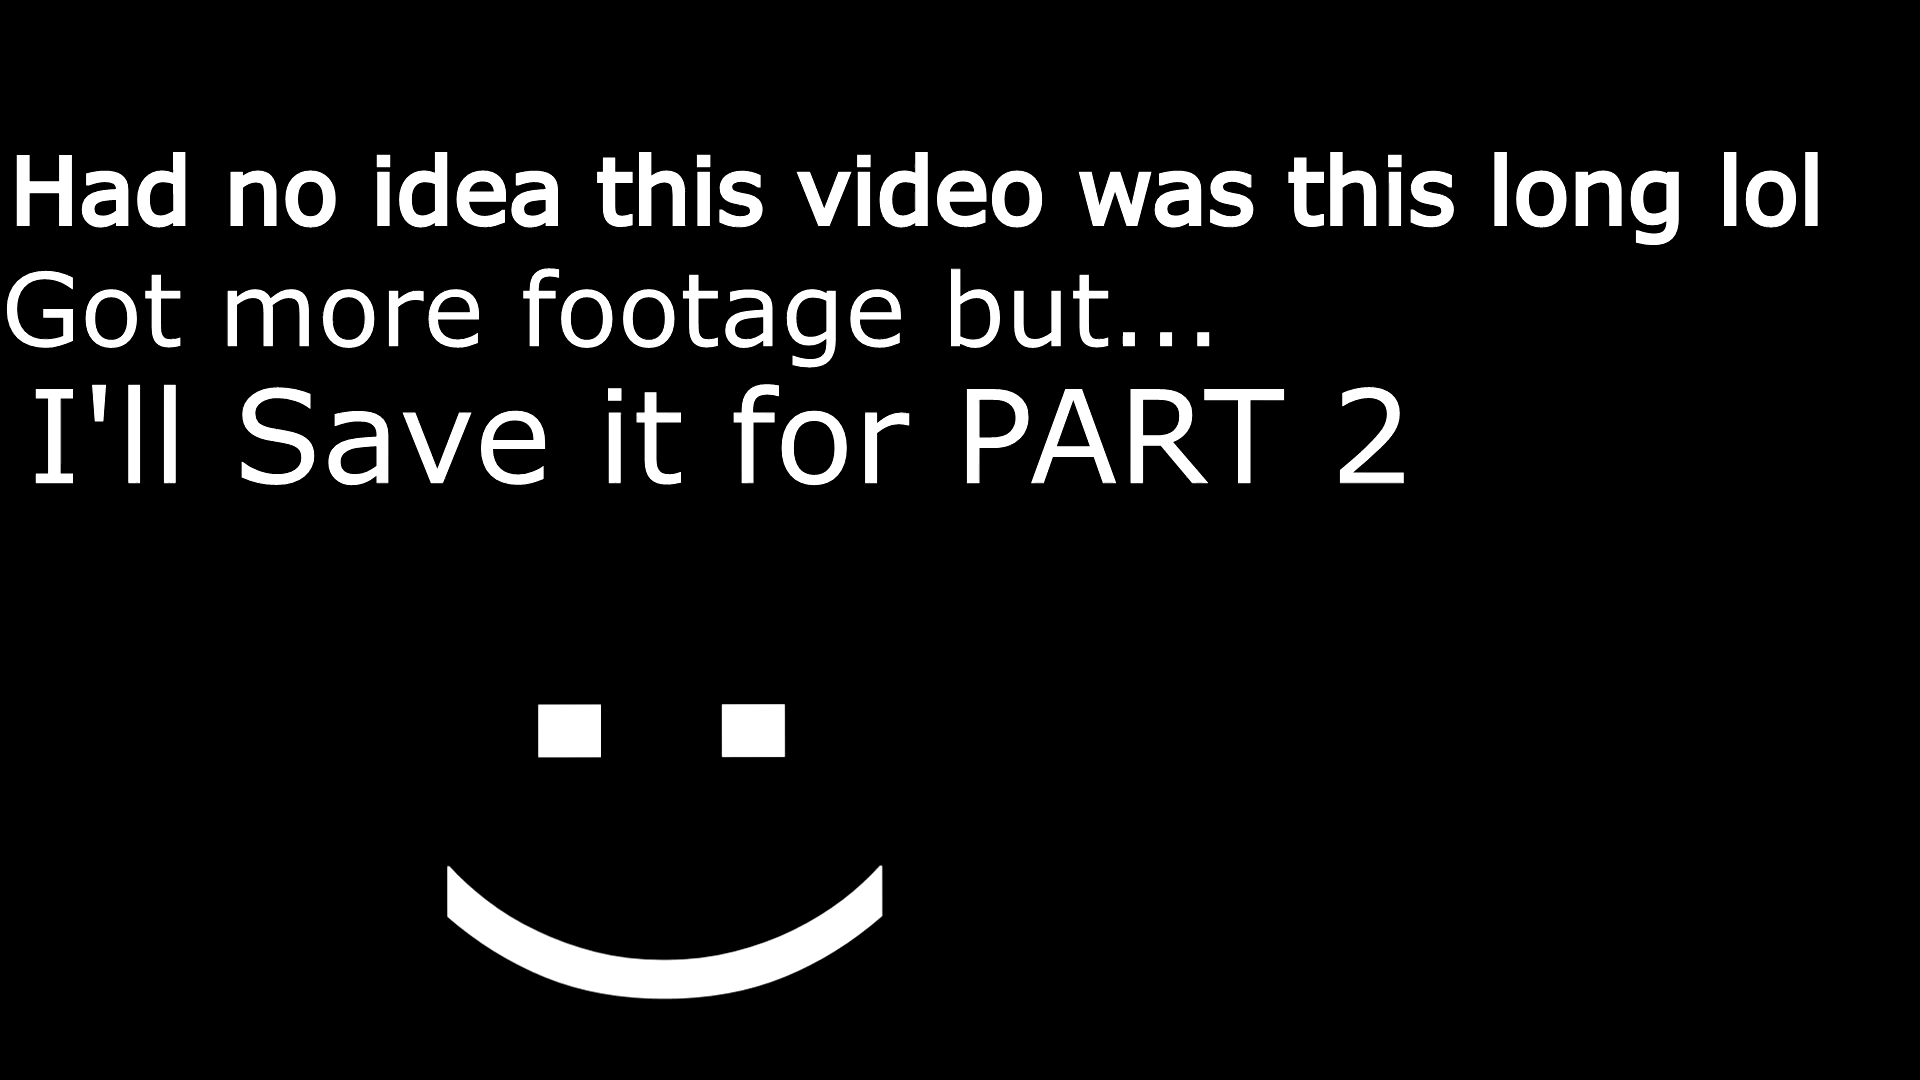 Had no idea this video was this long lol
Got more footage but...
I'll Save it for PART 2